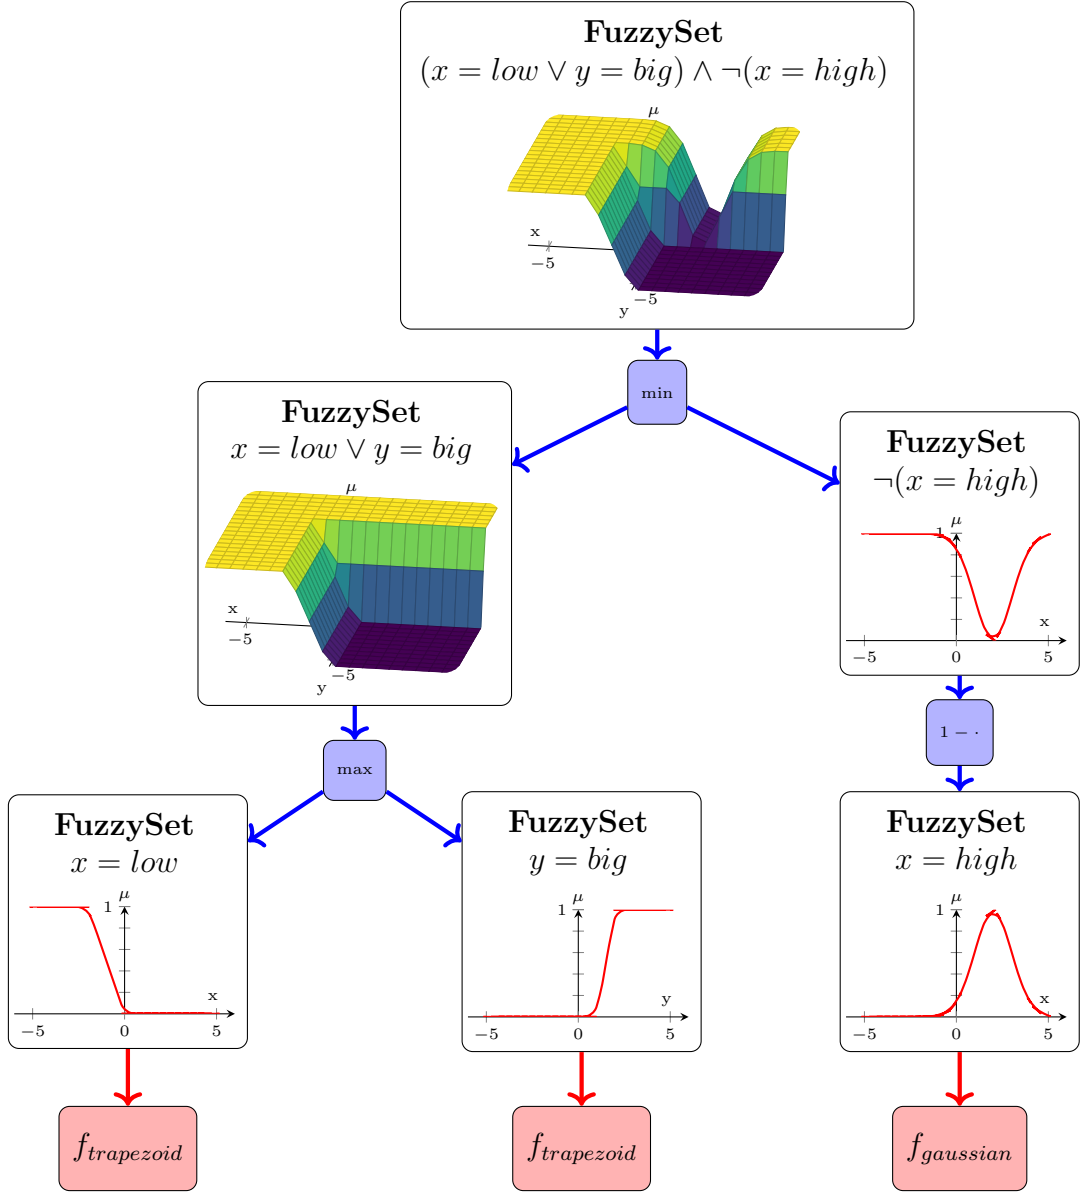 FuzzySet
(x = low ∨ y = big) ∧ ¬(x = high)
μ
x
−5
−5
y
min
FuzzySet
x = low ∨ y = big
μ
x
−5
−5
y
FuzzySet
¬(x = high)
μ
1
x
−5 0 5
max
1 − ·
FuzzySet
x = low
μ
1
x
−5 0 5
FuzzySet
y = big
μ
1
y
−5 0 5
FuzzySet
x = high
μ
1
x
−5 0 5
f_trapezoid
f_trapezoid
f_gaussian